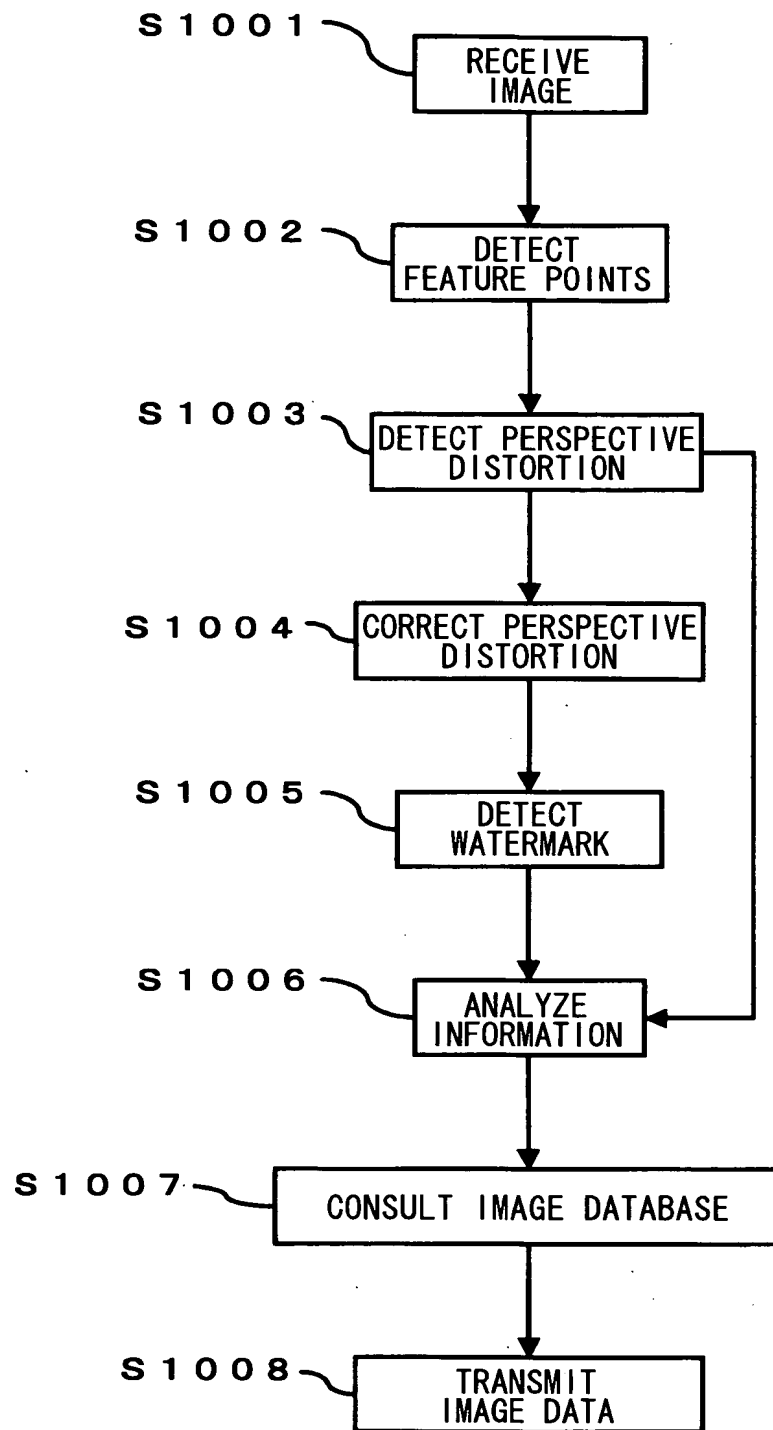 S1001
RECEIVE
IMAGE
S1002
DETECT
FEATURE POINTS
S1003
DETECT PERSPECTIVE
DISTORTION
S1004
CORRECT PERSPECTIVE
DISTORTION
S1005
DETECT
WATERMARK
S1006
ANALYZE
INFORMATION
S1007
CONSULT IMAGE DATABASE
S1008
TRANSMIT
IMAGE DATA